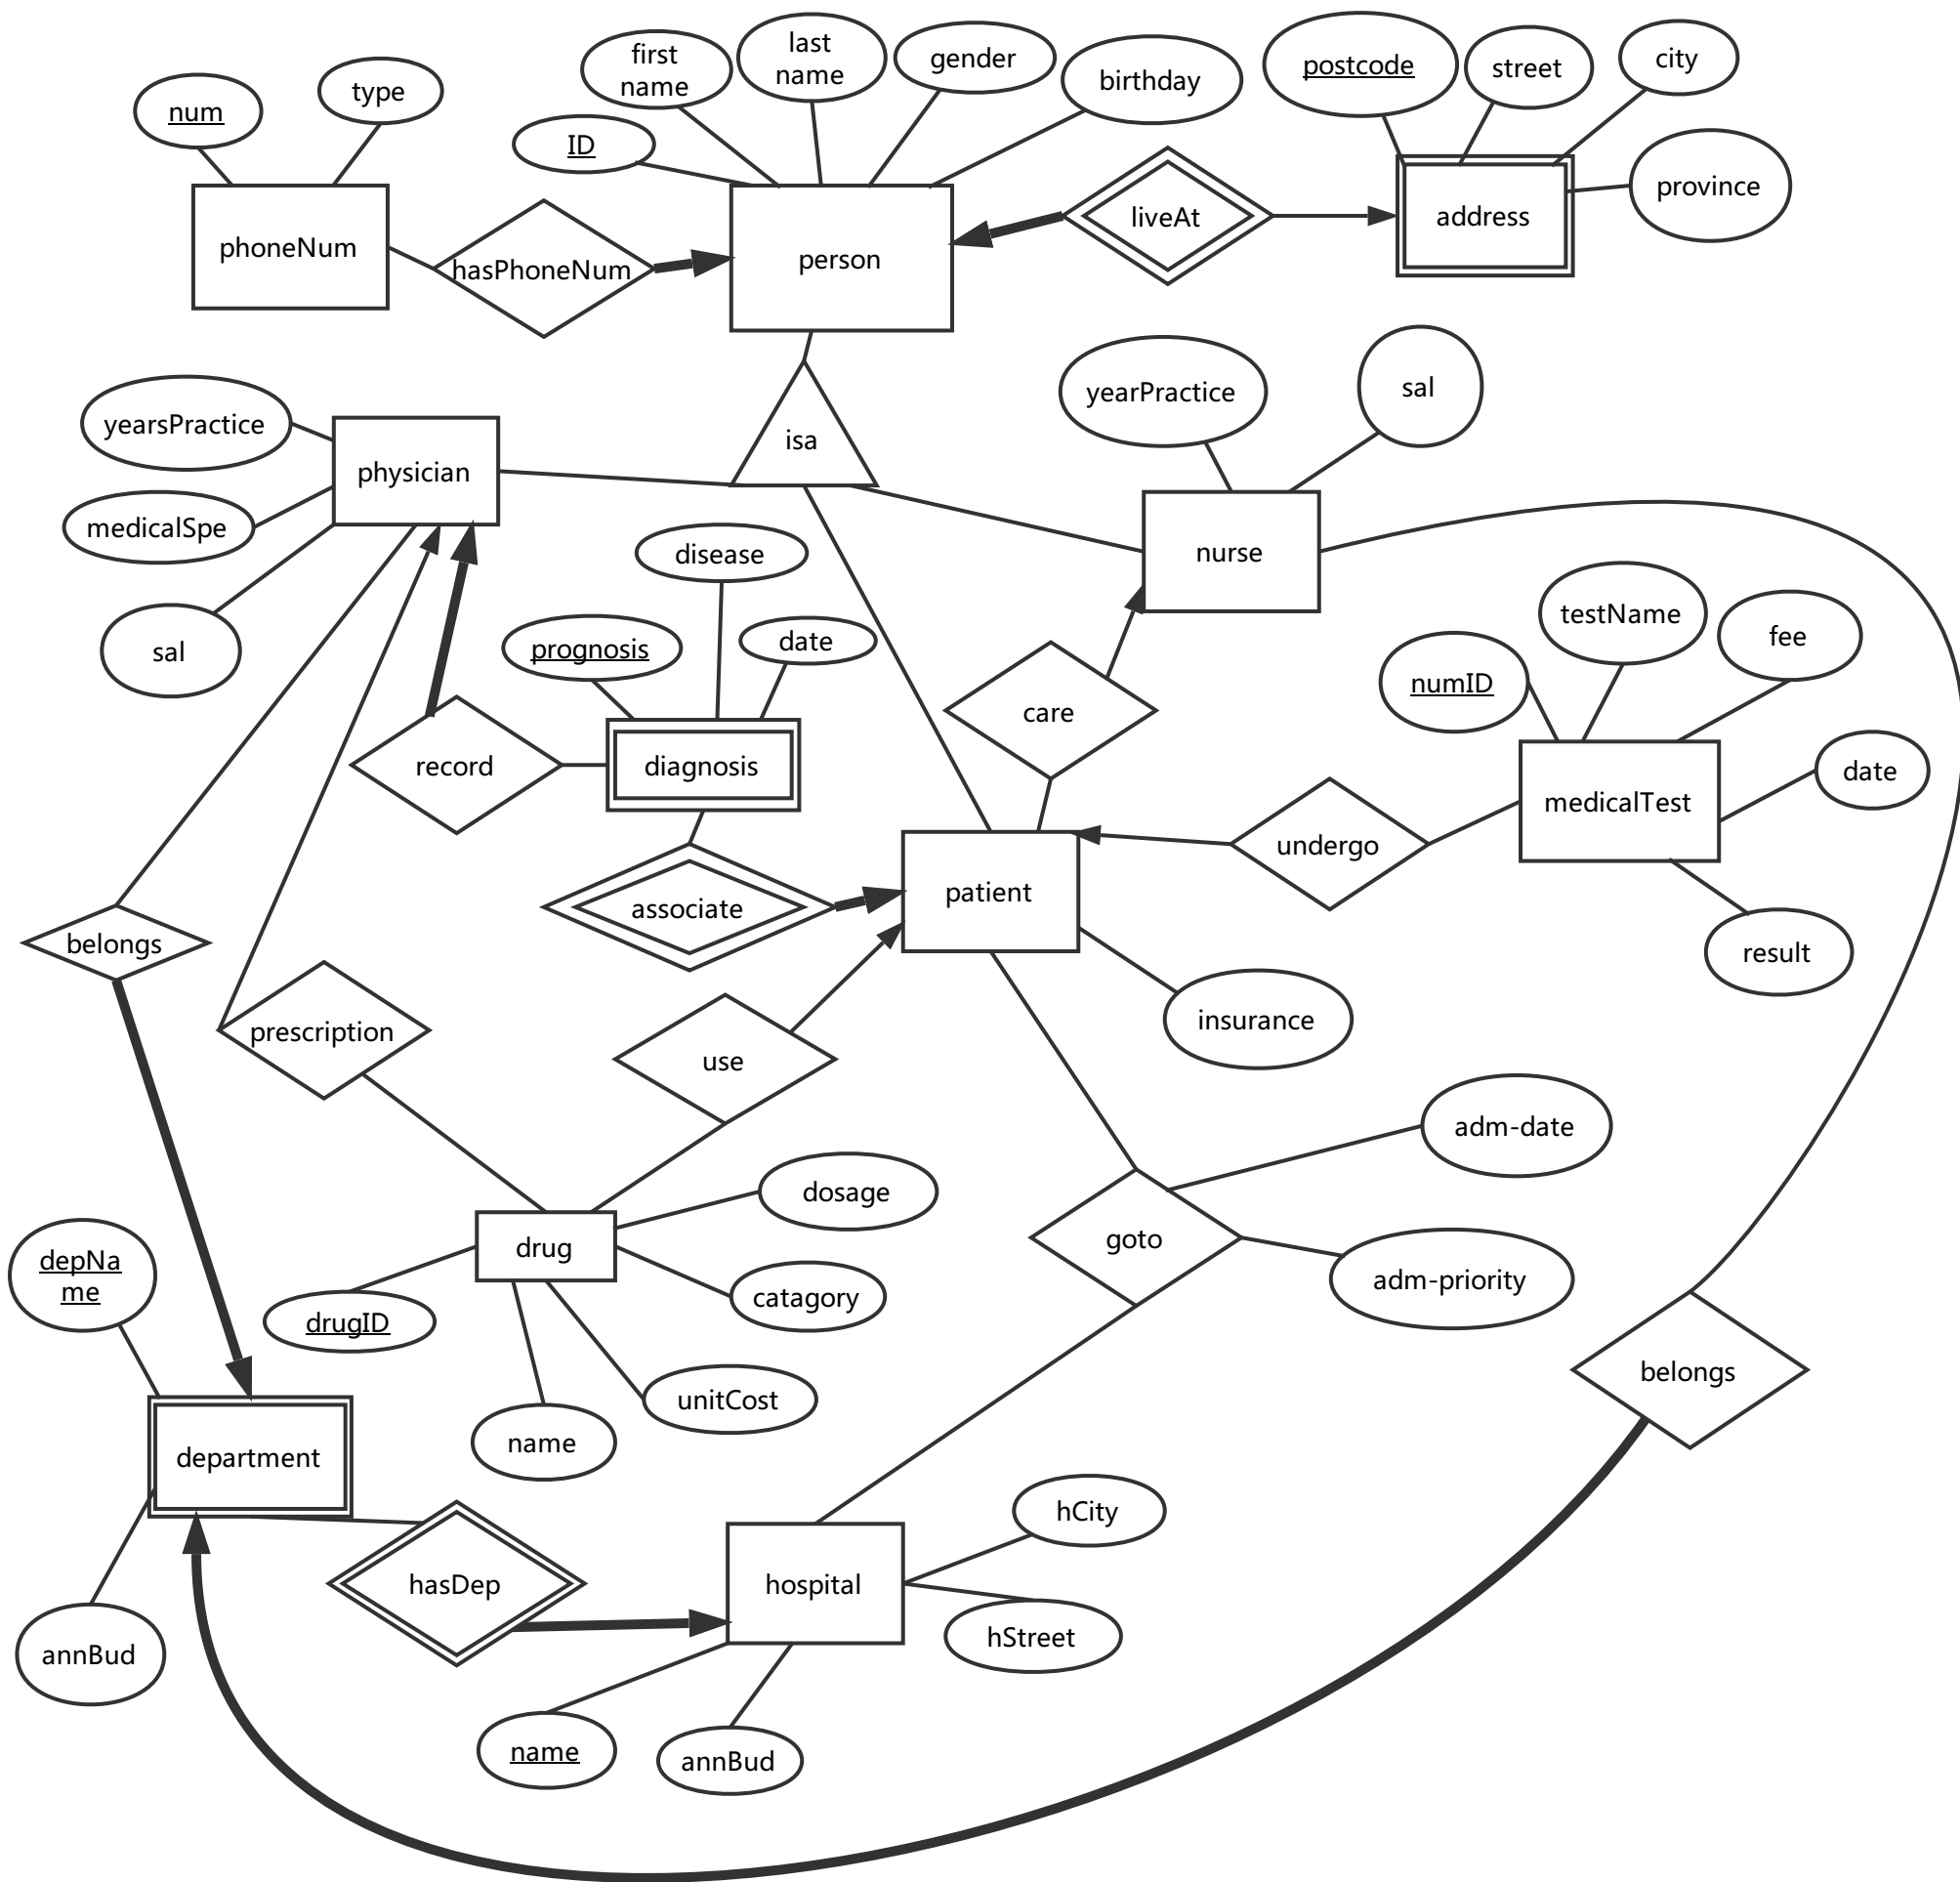 first
name
last
name
gender
birthday
postcode
street
city
num
type
ID
province
phoneNum
hasPhoneNum
person
liveAt
address
yearsPractice
physician
medicalSpe
sal
isa
yearPractice
sal
nurse
disease
prognosis
date
record
diagnosis
care
testName
fee
numID
date
medicalTest
undergo
result
associate
patient
insurance
belongs
prescription
use
adm-date
dosage
goto
adm-priority
drug
catagory
drugID
unitCost
name
depNa
me
belongs
department
annBud
hasDep
hospital
hCity
hStreet
name
annBud